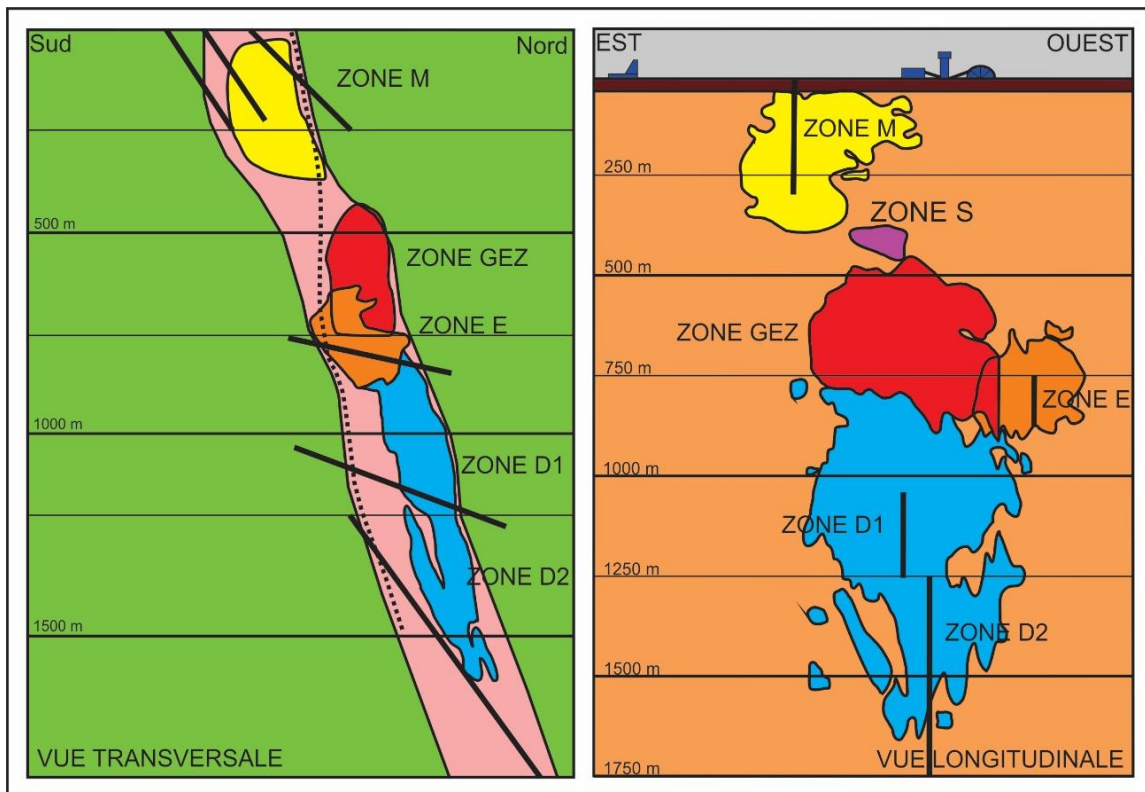 Sud
Nord
ZONE M
500 m
ZONE GEZ
ZONE E
1000 m
ZONE D1
ZONE D2
1500 m
VUE TRANSVERSALE
EST
OUEST
ZONE M
250 m
ZONE S
500 m
ZONE GEZ
750 m
ZONE E
1000 m
ZONE D1
1250 m
ZONE D2
1500 m
VUE LONGITUDINALE
1750 m